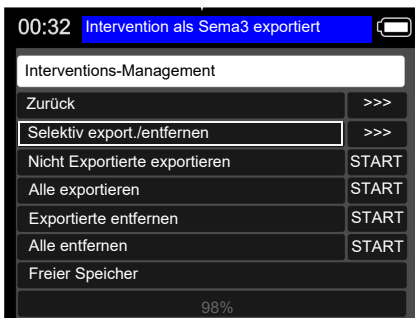 00:32 Intervention als Sema3 exportiert
Interventions-Management
Zurück >>>
Selektiv export./entfernen >>>
Nicht Exportierte exportieren START
Alle exportieren START
Exportierte entfernen START
Alle entfernen START
Freier Speicher
98%